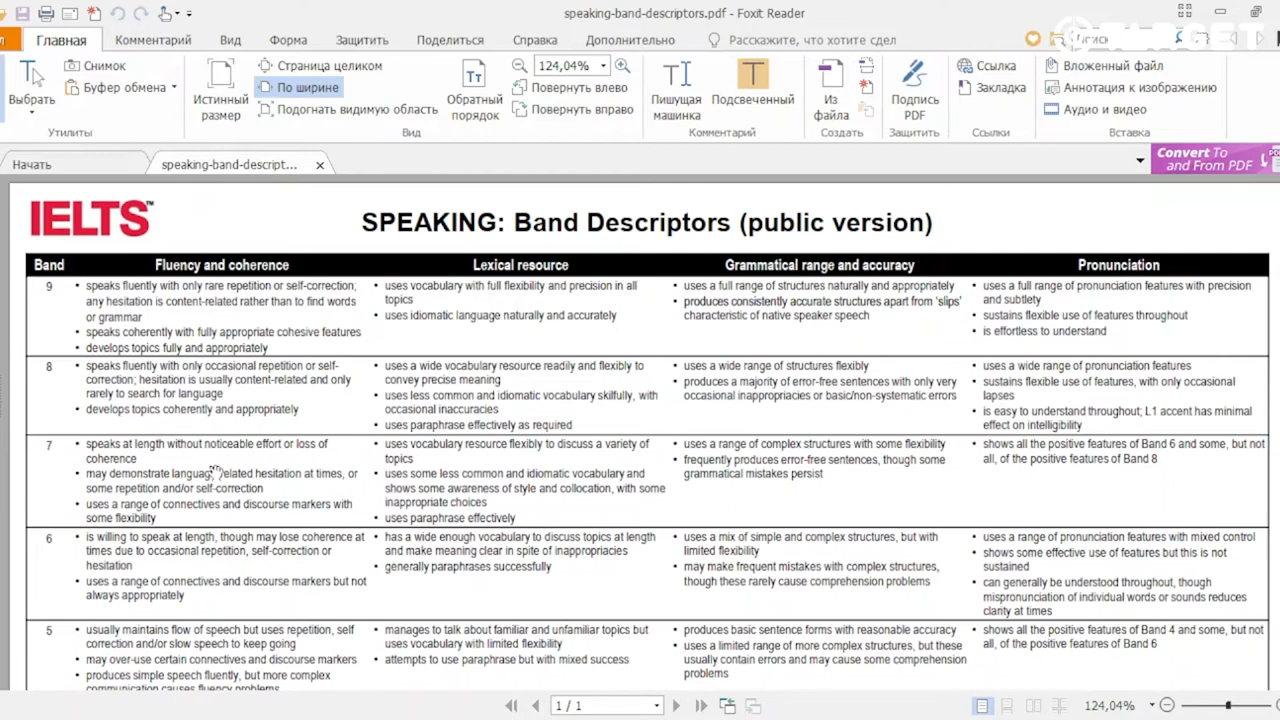 speaking-band-descriptors.pdf - Foxit Reader
Главная Комментарий Вид Форма Защитить Поделиться Справка Дополнительно Расскажите, что хотите сделат
Выбрать
Снимок
Буфер обмена
Утилиты
Истинный размер
Страница целиком
По ширине
Подогнать видимую область
Обратный порядок
124,04%
Повернуть влево
Повернуть вправо
Вид
Пишущая машинка
Подсвеченный
Комментарий
Из файла
Создать
Подпись PDF
Защитить
Ссылка
Закладка
Ссылки
Вложенный файл
Аннотация к изображению
Аудио и видео
Вставка
Начать
speaking-band-descript...
Convert To
and From PDF
IELTS™
SPEAKING: Band Descriptors (public version)
Band Fluency and coherence Lexical resource Grammatical range and accuracy Pronunciation
9
• speaks fluently with only rare repetition or self-correction;
any hesitation is content-related rather than to find words
or grammar
• speaks coherently with fully appropriate cohesive features
• develops topics fully and appropriately
• uses vocabulary with full flexibility and precision in all
topics
• uses idiomatic language naturally and accurately
• uses a full range of structures naturally and appropriately
• produces consistently accurate structures apart from ‘slips’
characteristic of native speaker speech
• uses a full range of pronunciation features with precision
and subtlety
• sustains flexible use of features throughout
• is effortless to understand
8
• speaks fluently with only occasional repetition or self-
correction; hesitation is usually content-related and only
rarely to search for language
• develops topics coherently and appropriately
• uses a wide vocabulary resource readily and flexibly to
convey precise meaning
• uses less common and idiomatic vocabulary skilfully, with
occasional inaccuracies
• uses paraphrase effectively as required
• uses a wide range of structures flexibly
• produces a majority of error-free sentences with only very
occasional inappropriacies or basic/non-systematic errors
• uses a wide range of pronunciation features
• sustains flexible use of features, with only occasional
lapses
• is easy to understand throughout; L1 accent has minimal
effect on intelligibility
7
• speaks at length without noticeable effort or loss of
coherence
• may demonstrate language-related hesitation at times, or
some repetition and/or self-correction
• uses a range of connectives and discourse markers with
some flexibility
• uses vocabulary resource flexibly to discuss a variety of
topics
• uses some less common and idiomatic vocabulary and
shows some awareness of style and collocation, with some
inappropriate choices
• uses paraphrase effectively
• uses a range of complex structures with some flexibility
• frequently produces error-free sentences, though some
grammatical mistakes persist
• shows all the positive features of Band 6 and some, but not
all, of the positive features of Band 8
6
• is willing to speak at length, though may lose coherence at
times due to occasional repetition, self-correction or
hesitation
• uses a range of connectives and discourse markers but not
always appropriately
• has a wide enough vocabulary to discuss topics at length
and make meaning clear in spite of inappropriacies
• generally paraphrases successfully
• uses a mix of simple and complex structures, but with
limited flexibility
• may make frequent mistakes with complex structures,
though these rarely cause comprehension problems
• uses a range of pronunciation features with mixed control
• shows some effective use of features but this is not
sustained
• can generally be understood throughout, though
mispronunciation of individual words or sounds reduces
clarity at times
5
• usually maintains flow of speech but uses repetition, self
correction and/or slow speech to keep going
• may over-use certain connectives and discourse markers
• produces simple speech fluently, but more complex
communication causes fluency problems
• manages to talk about familiar and unfamiliar topics but
uses vocabulary with limited flexibility
• attempts to use paraphrase but with mixed success
• produces basic sentence forms with reasonable accuracy
• uses a limited range of more complex structures, but these
usually contain errors and may cause some comprehension
problems
• shows all the positive features of Band 4 and some, but not
all, of the positive features of Band 6
1 / 1
124,04%